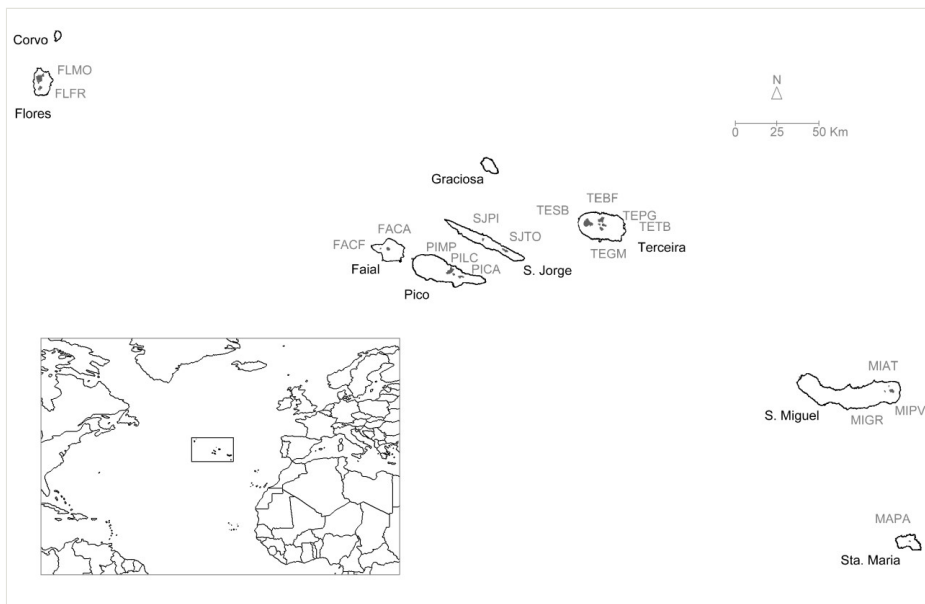 Corvo
FLMO
FLFR
Flores
N
0 25 50 Km
Graciosa
TEBF
TESB
TEPG
TETB
Terceira
TEGM
SJPI
SJTO
S. Jorge
FACA
FACF
Faial
PIMP
PILC
PICA
Pico
MIAT
S. Miguel
MIGR
MIPV
MAPA
Sta. Maria